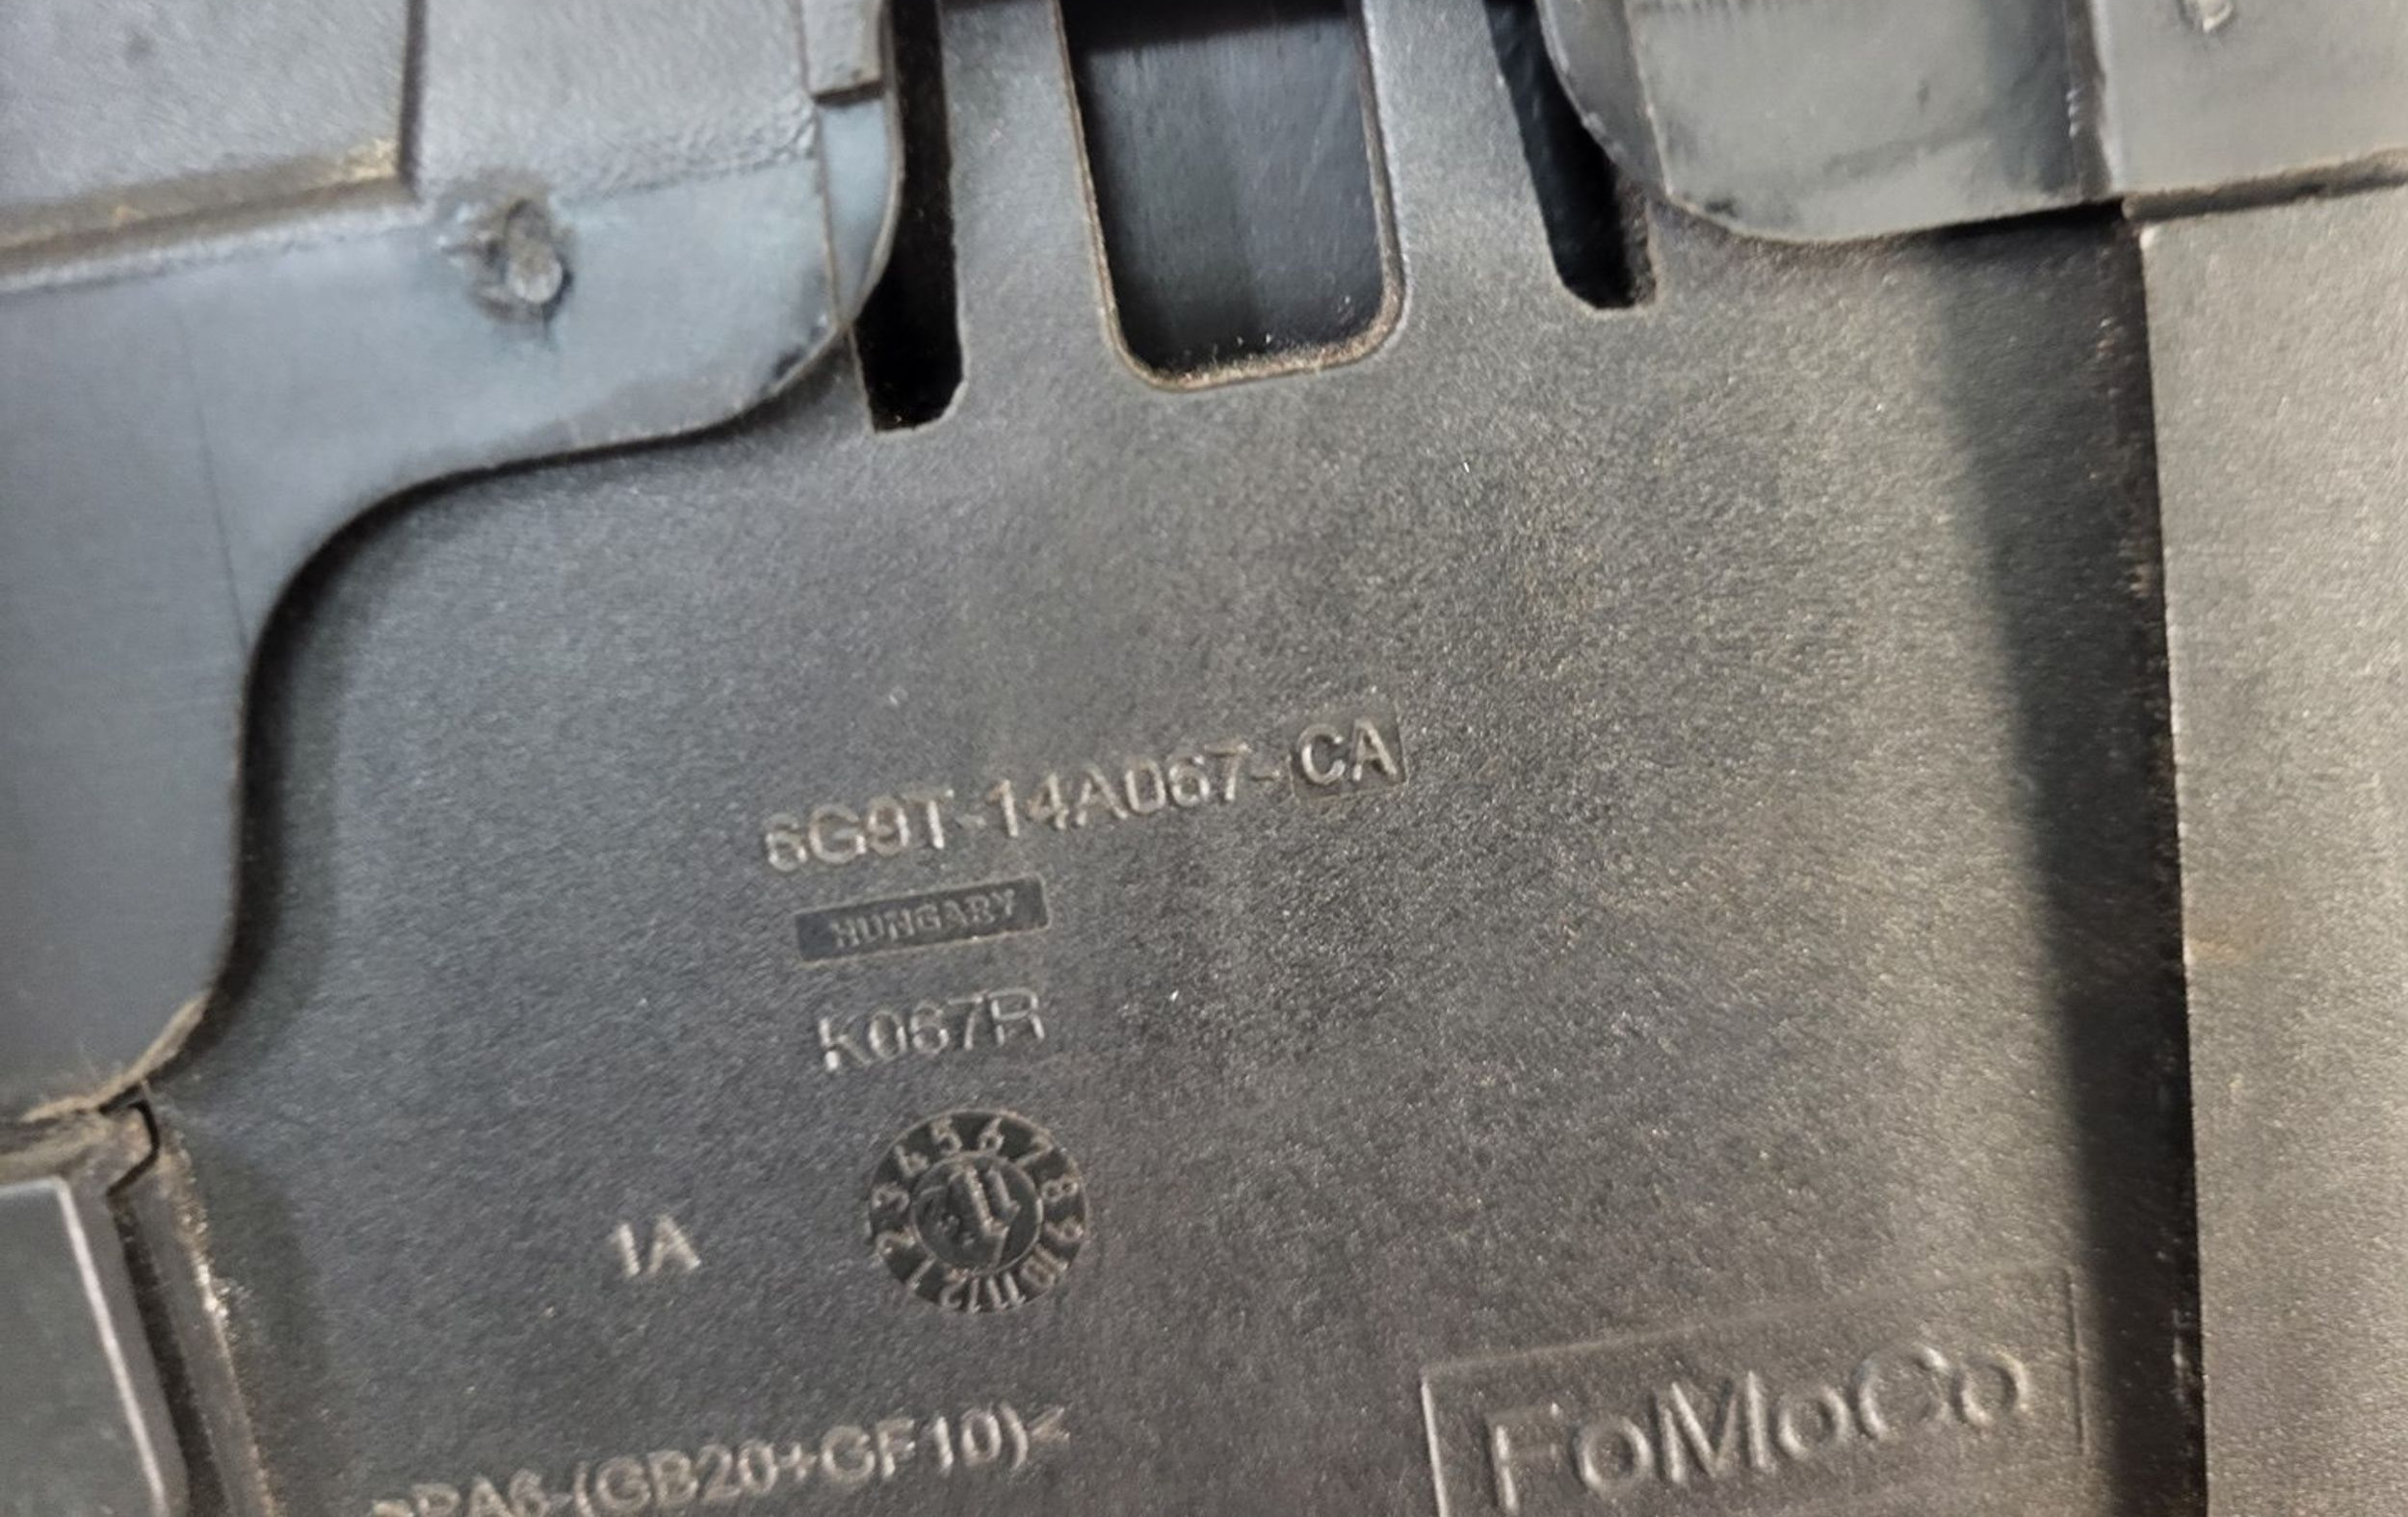 6G9T-14A067-CA
HUNGARY
K067R
1 2 3 4 5 6 7 8 9 10 11 12
11
1A
>PA6-(GB20+GF10)<
FoMoCo